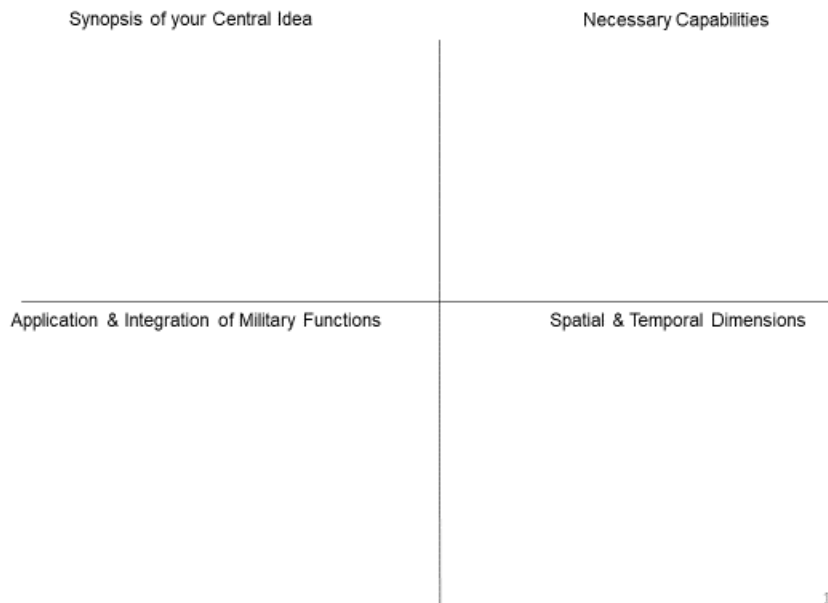 Synopsis of your Central Idea
Necessary Capabilities
Application & Integration of Military Functions
Spatial & Temporal Dimensions
1